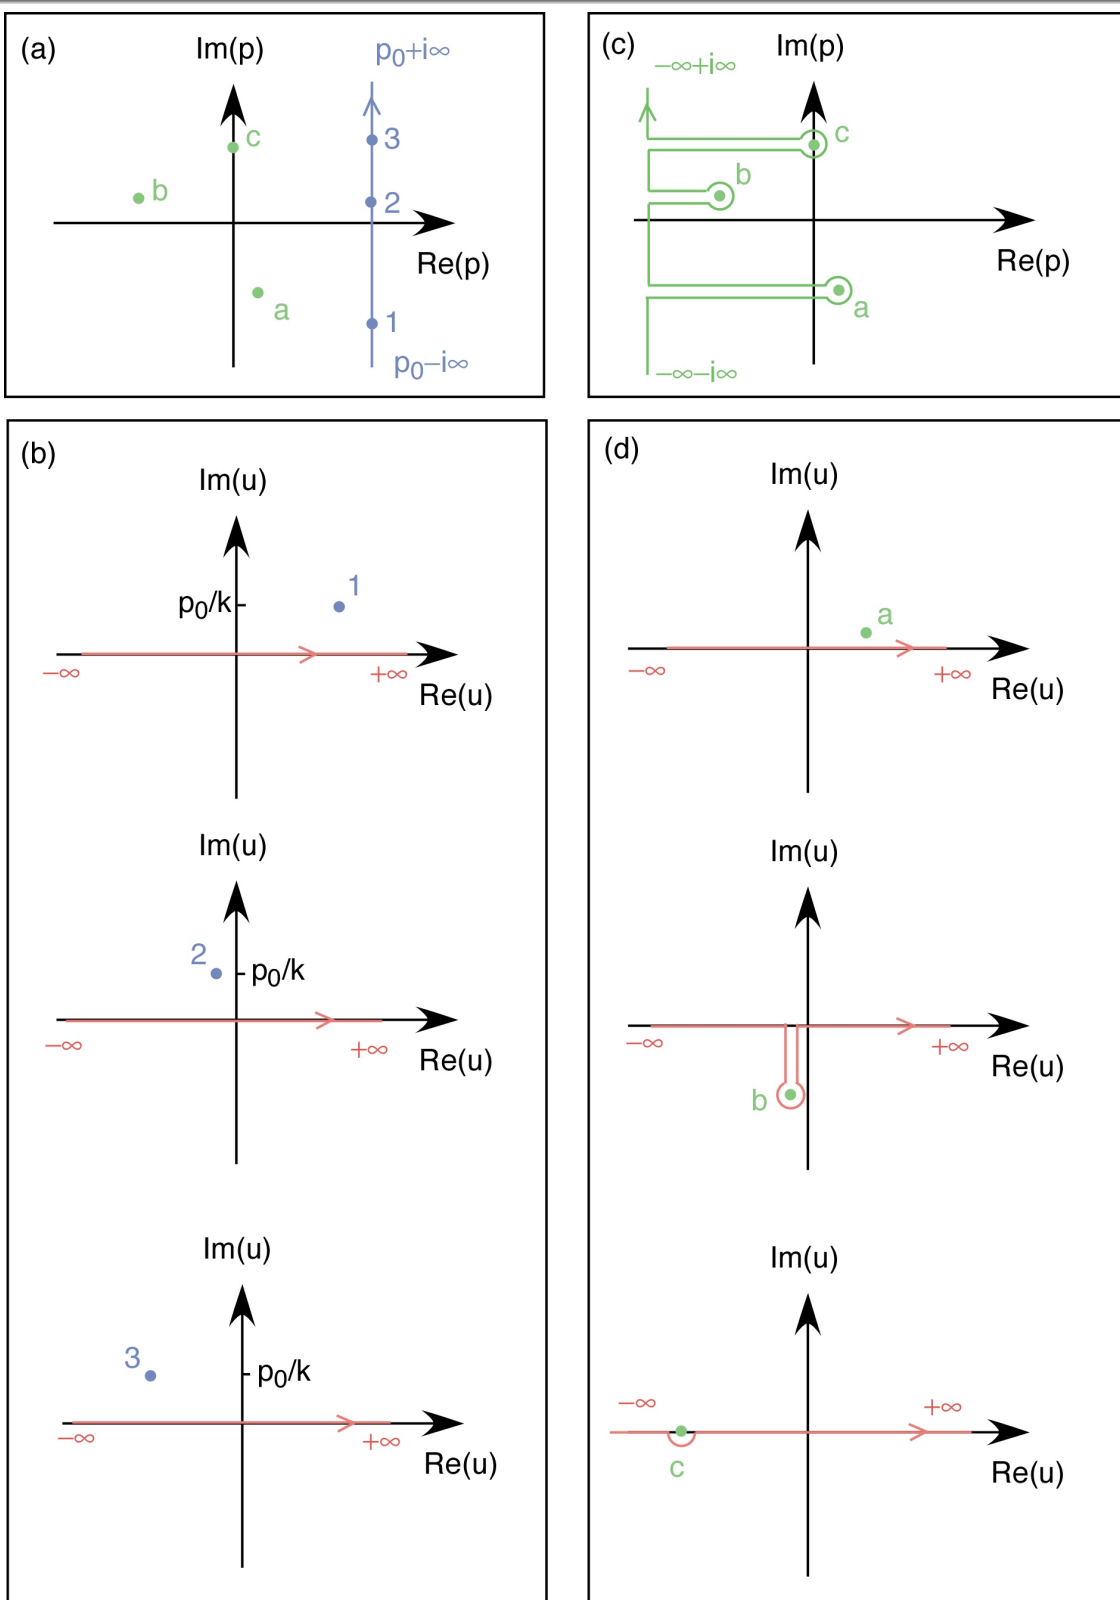 (a)
Im(p)
p₀+i∞
c
3
b
2
Re(p)
a
1
p₀−i∞
(c)
Im(p)
−∞+i∞
c
b
Re(p)
a
−∞−i∞
(b)
Im(u)
1
p₀/k
−∞
+∞
Re(u)
Im(u)
2
p₀/k
−∞
+∞
Re(u)
Im(u)
3
p₀/k
−∞
+∞
Re(u)
(d)
Im(u)
a
−∞
+∞
Re(u)
Im(u)
−∞
+∞
Re(u)
b
Im(u)
−∞
+∞
c
Re(u)